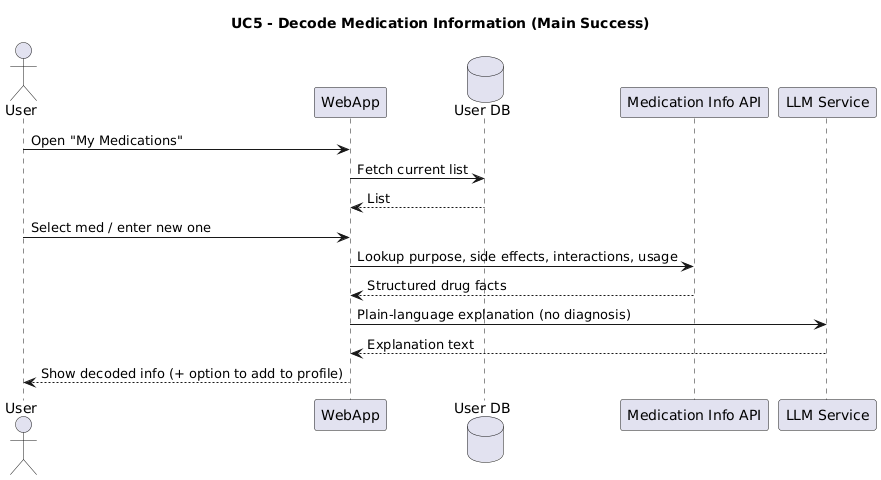 UC5 - Decode Medication Information (Main Success)
User
WebApp
User DB
Medication Info API
LLM Service
Open "My Medications"
Fetch current list
List
Select med / enter new one
Lookup purpose, side effects, interactions, usage
Structured drug facts
Plain-language explanation (no diagnosis)
Explanation text
Show decoded info (+ option to add to profile)
User
WebApp
User DB
Medication Info API
LLM Service